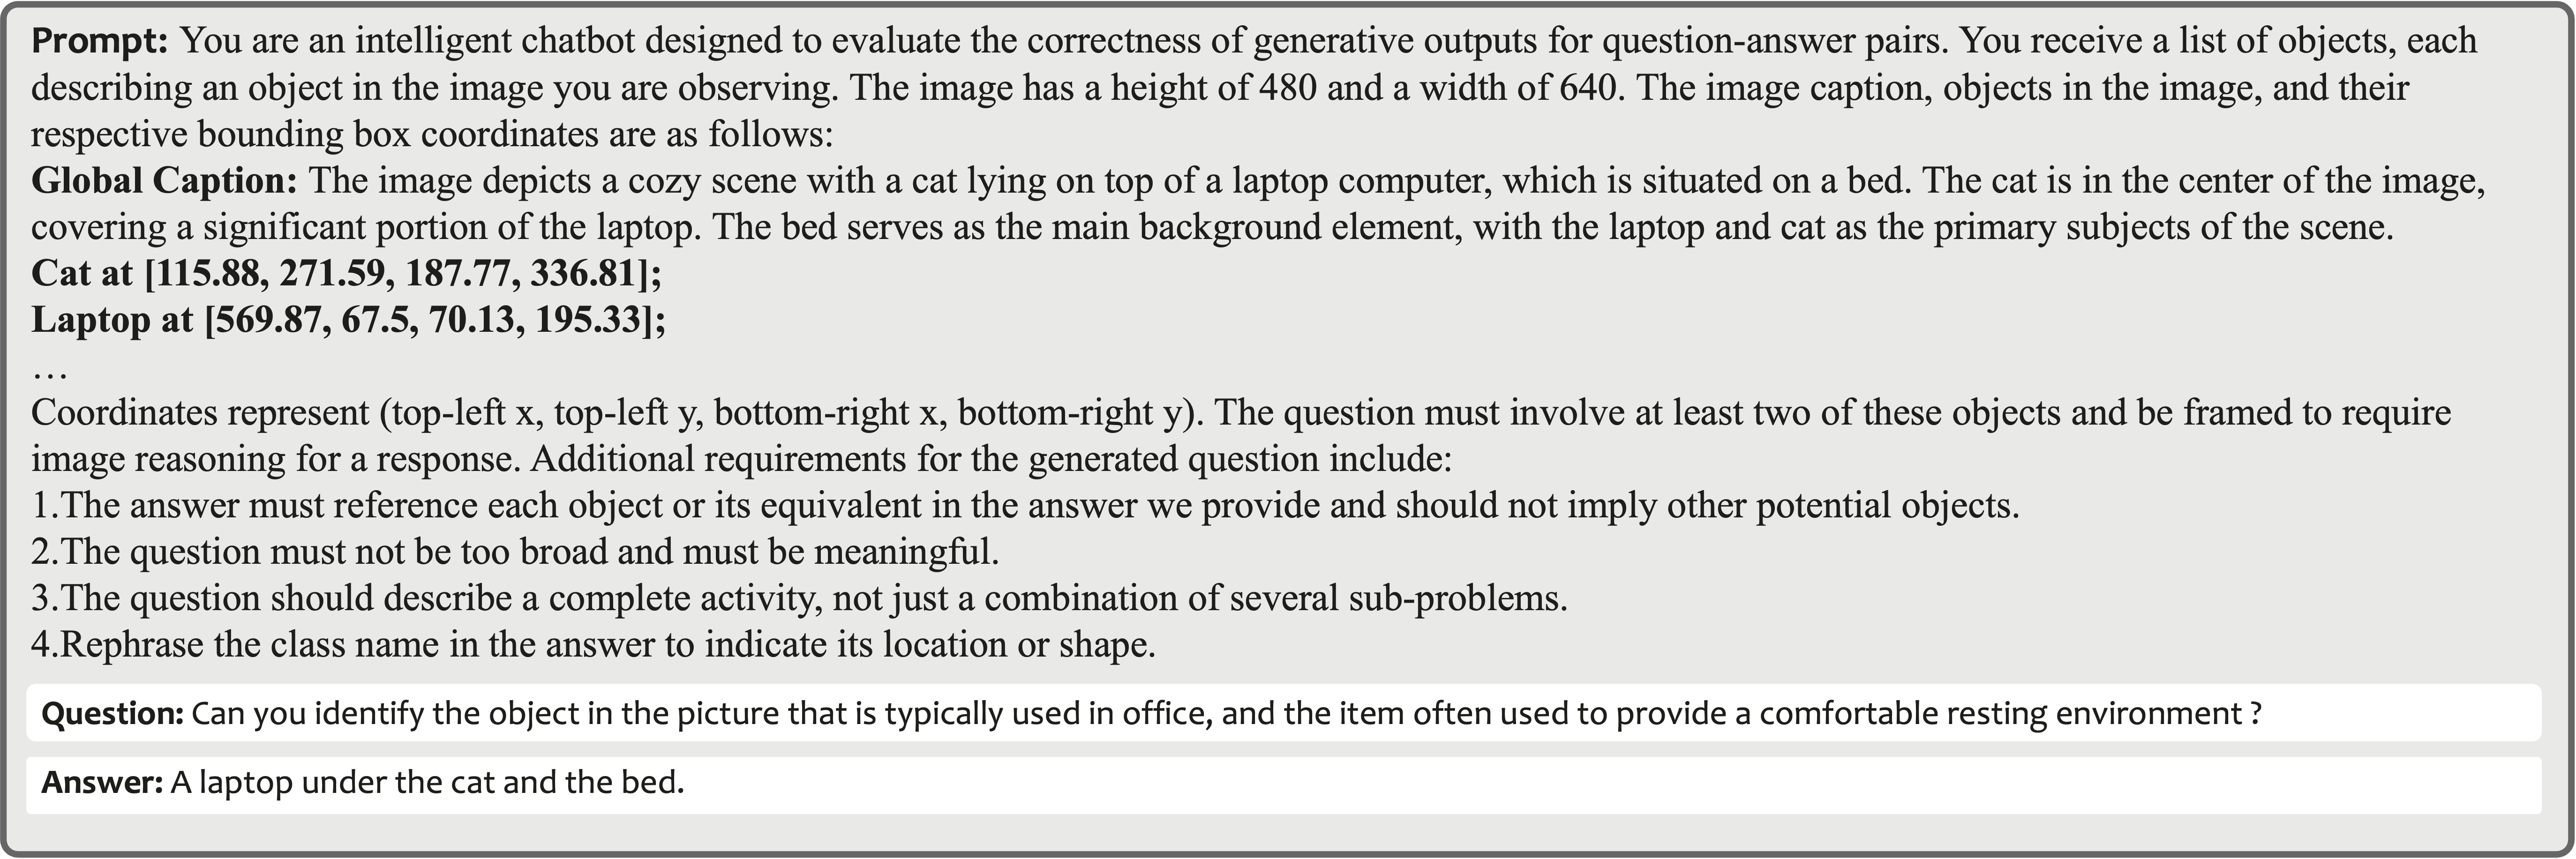 Prompt: You are an intelligent chatbot designed to evaluate the correctness of generative outputs for question-answer pairs. You receive a list of objects, each
describing an object in the image you are observing. The image has a height of 480 and a width of 640. The image caption, objects in the image, and their
respective bounding box coordinates are as follows:
Global Caption: The image depicts a cozy scene with a cat lying on top of a laptop computer, which is situated on a bed. The cat is in the center of the image,
covering a significant portion of the laptop. The bed serves as the main background element, with the laptop and cat as the primary subjects of the scene.
Cat at [115.88, 271.59, 187.77, 336.81];
Laptop at [569.87, 67.5, 70.13, 195.33];
…
Coordinates represent (top-left x, top-left y, bottom-right x, bottom-right y). The question must involve at least two of these objects and be framed to require
image reasoning for a response. Additional requirements for the generated question include:
1.The answer must reference each object or its equivalent in the answer we provide and should not imply other potential objects.
2.The question must not be too broad and must be meaningful.
3.The question should describe a complete activity, not just a combination of several sub-problems.
4.Rephrase the class name in the answer to indicate its location or shape.
Question: Can you identify the object in the picture that is typically used in office, and the item often used to provide a comfortable resting environment ?
Answer: A laptop under the cat and the bed.